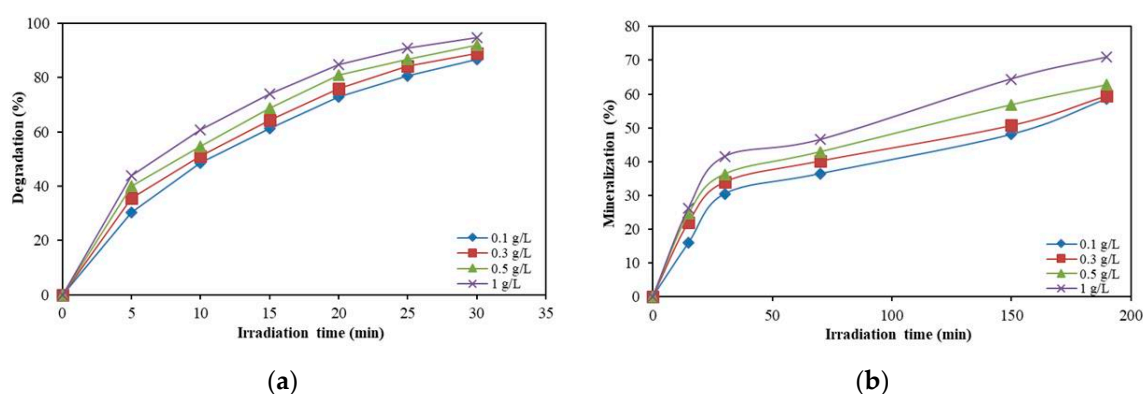 100
80
60
40
20
0
Degradation (%)
0 5 10 15 20 25 30 35
Irradiation time (min)
0.1 g/L
0.3 g/L
0.5 g/L
1 g/L
(a)
80
70
60
50
40
30
20
10
0
Mineralization (%)
0 50 100 150 200
Irradiation time (min)
0.1 g/L
0.3 g/L
0.5 g/L
1 g/L
(b)